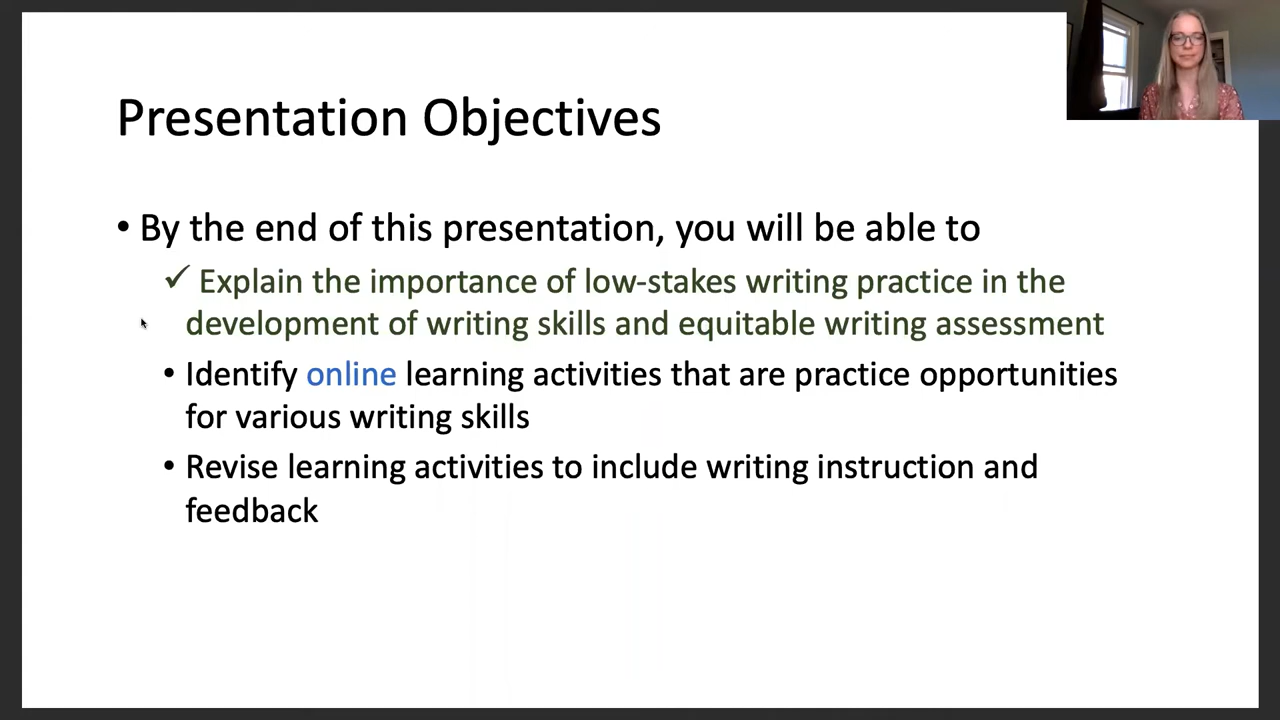 Presentation Objectives
• By the end of this presentation, you will be able to
✓ Explain the importance of low-stakes writing practice in the
development of writing skills and equitable writing assessment
• Identify online learning activities that are practice opportunities
for various writing skills
• Revise learning activities to include writing instruction and
feedback